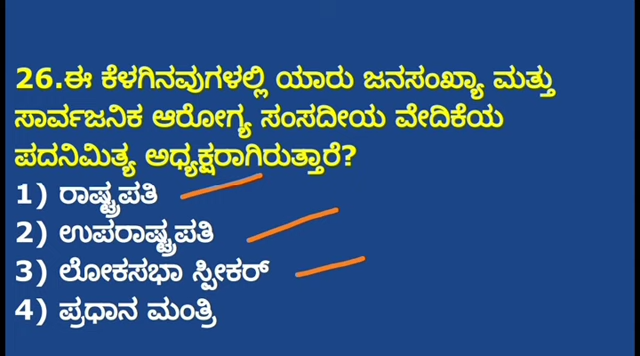 26.ಈ ಕೆಳಗಿನವುಗಳಲ್ಲಿ ಯಾರು ಜನಸಂಖ್ಯಾ ಮತ್ತು
ಸಾರ್ವಜನಿಕ ಆರೋಗ್ಯ ಸಂಸದೀಯ ವೇದಿಕೆಯ
ಪದನಿಮಿತ್ಯ ಅಧ್ಯಕ್ಷರಾಗಿರುತ್ತಾರೆ?
1) ರಾಷ್ಟ್ರಪತಿ
2) ಉಪರಾಷ್ಟ್ರಪತಿ
3) ಲೋಕಸಭಾ ಸ್ಪೀಕರ್
4) ಪ್ರಧಾನ ಮಂತ್ರಿ